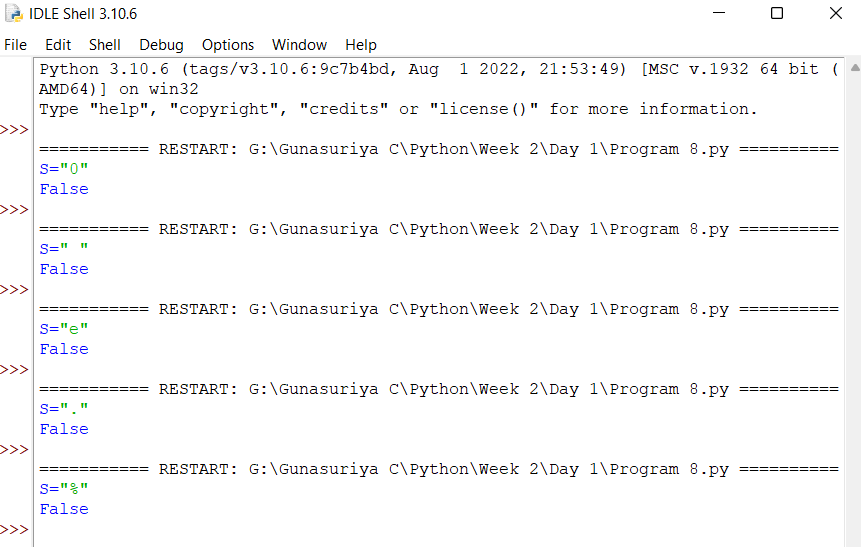 IDLE Shell 3.10.6
File Edit Shell Debug Options Window Help
Python 3.10.6 (tags/v3.10.6:9c7b4bd, Aug  1 2022, 21:53:49) [MSC v.1932 64 bit (
AMD64)] on win32
Type "help", "copyright", "credits" or "license()" for more information.
>>>
=========== RESTART: G:\Gunasuriya C\Python\Week 2\Day 1\Program 8.py ==========
S="0"
False
>>>
=========== RESTART: G:\Gunasuriya C\Python\Week 2\Day 1\Program 8.py ==========
S=" "
False
>>>
=========== RESTART: G:\Gunasuriya C\Python\Week 2\Day 1\Program 8.py ==========
S="e"
False
>>>
=========== RESTART: G:\Gunasuriya C\Python\Week 2\Day 1\Program 8.py ==========
S="."
False
>>>
=========== RESTART: G:\Gunasuriya C\Python\Week 2\Day 1\Program 8.py ==========
S="%"
False
>>>